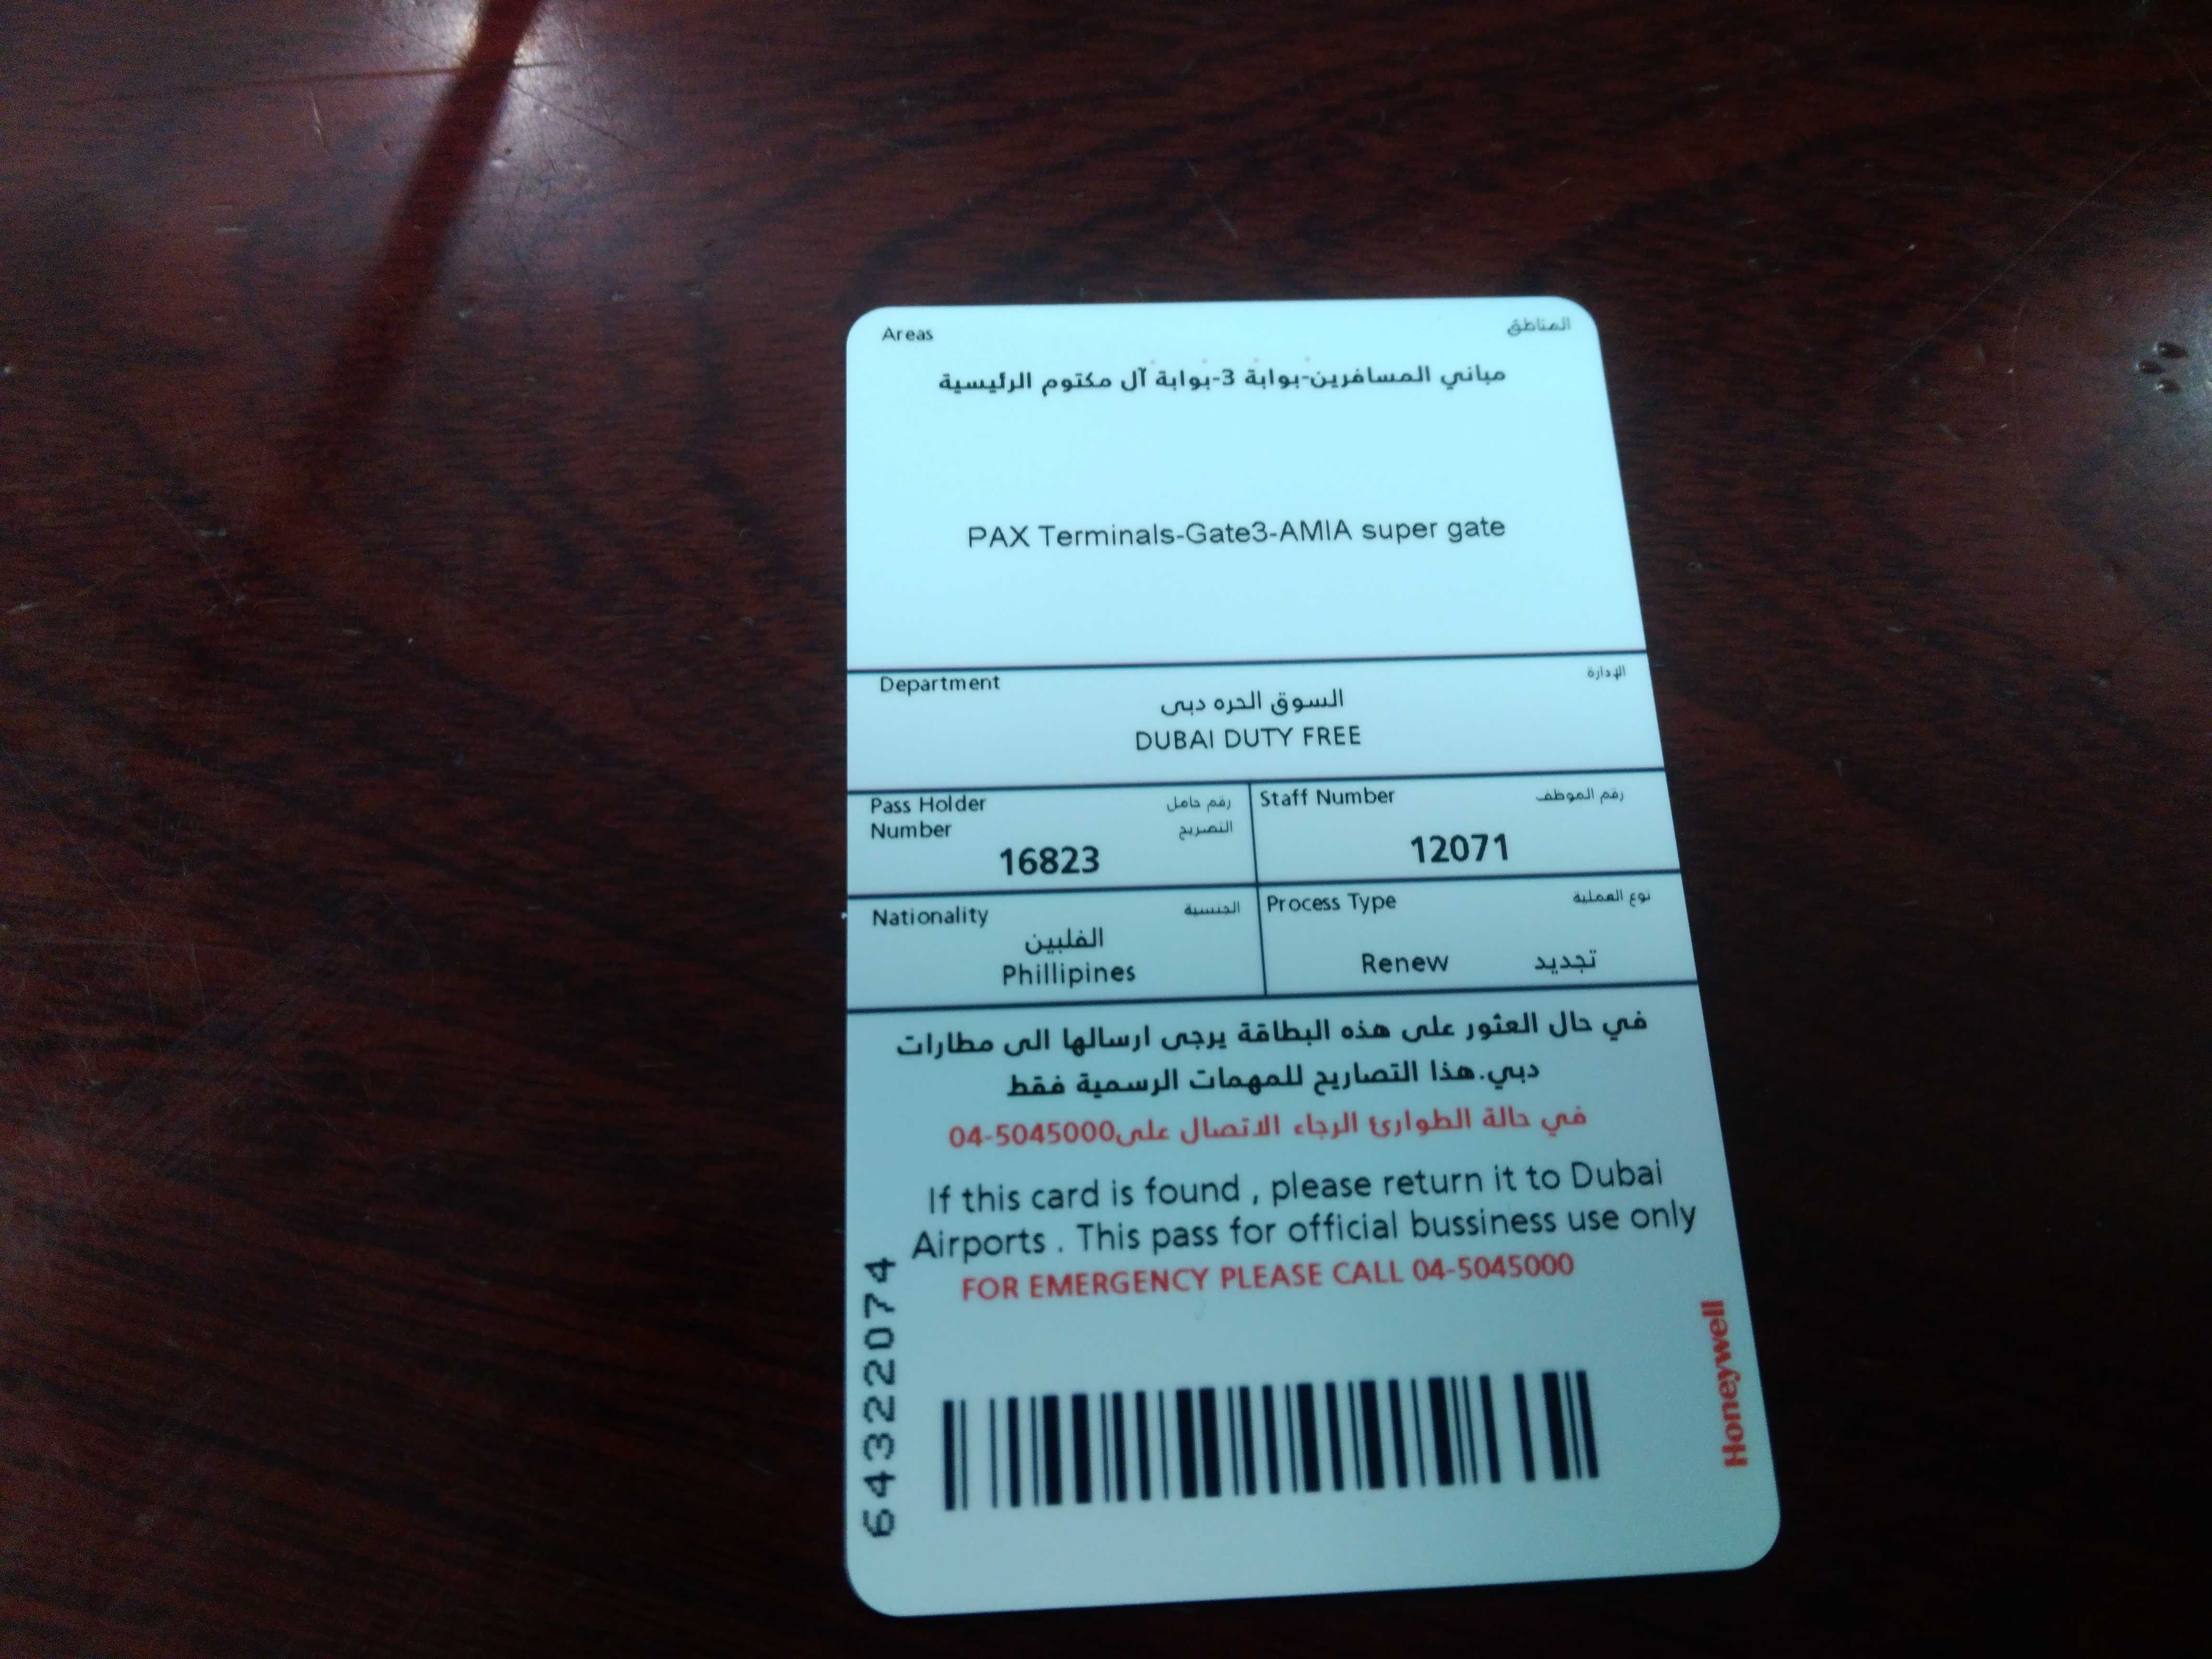 Areas المناطق
مباني المسافرين-بوابة 3-بوابة آل مكتوم الرئيسية
PAX Terminals-Gate3-AMIA super gate
Department الإدارة
السوق الحره دبى
DUBAI DUTY FREE
Pass Holder Number رقم حامل التصريح
16823
Staff Number رقم الموظف
12071
Nationality الجنسية
الفلبين
Phillipines
Process Type نوع العملية
Renew تجديد
في حال العثور على هذه البطاقة يرجى ارسالها الى مطارات
دبي.هذا التصاريح للمهمات الرسمية فقط
في حالة الطوارئ الرجاء الاتصال على04-5045000
If this card is found , please return it to Dubai
Airports . This pass for official bussiness use only
FOR EMERGENCY PLEASE CALL 04-5045000
64322074
Honeywell